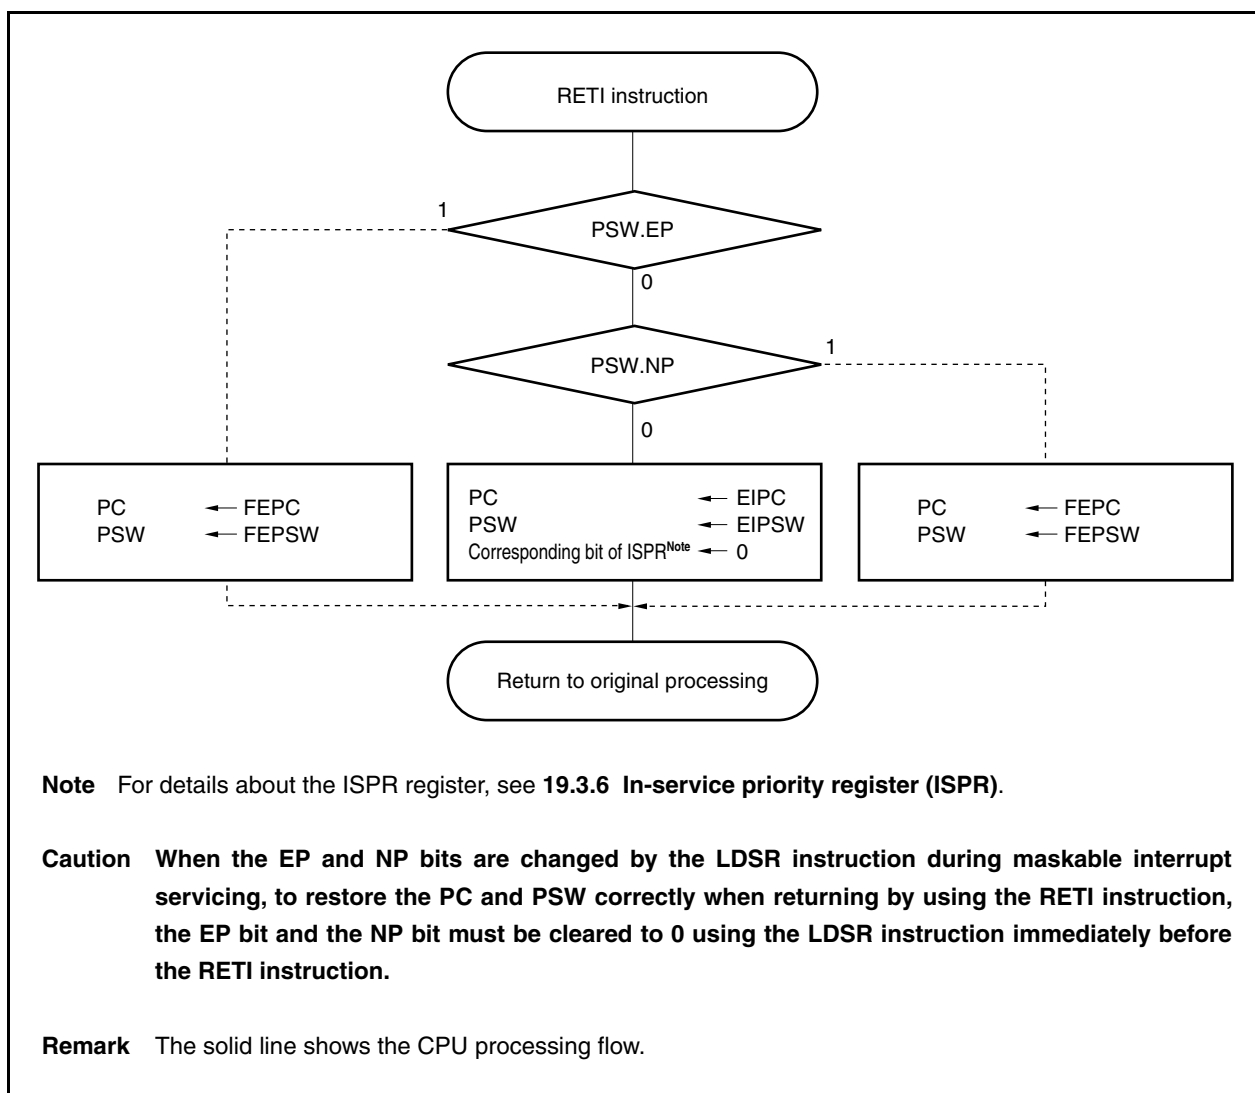 RETI instruction
1
PSW.EP
0
PSW.NP
1
0
PC ← FEPC
PSW ← FEPSW
PC ← EIPC
PSW ← EIPSW
Corresponding bit of ISPRNote ← 0
PC ← FEPC
PSW ← FEPSW
Return to original processing
Note For details about the ISPR register, see 19.3.6 In-service priority register (ISPR).
Caution When the EP and NP bits are changed by the LDSR instruction during maskable interrupt
servicing, to restore the PC and PSW correctly when returning by using the RETI instruction,
the EP bit and the NP bit must be cleared to 0 using the LDSR instruction immediately before
the RETI instruction.
Remark The solid line shows the CPU processing flow.